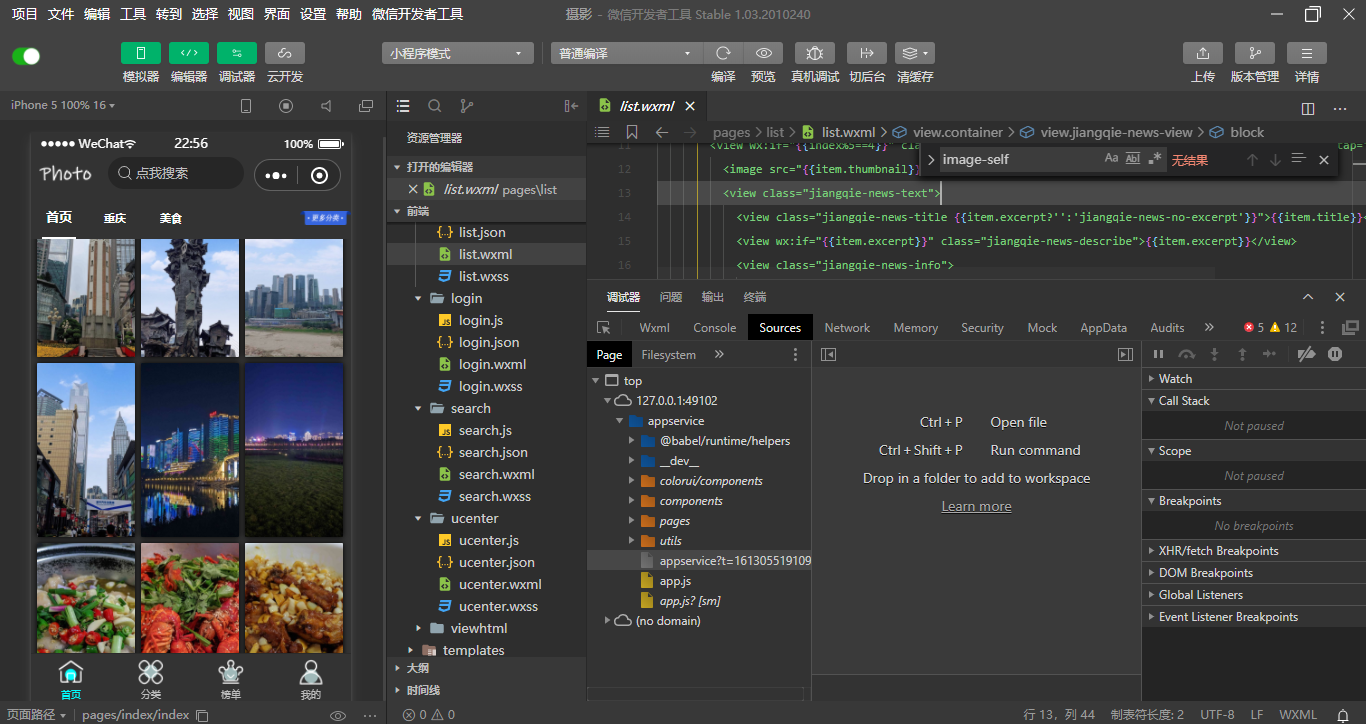 项目 文件 编辑 工具 转到 选择 视图 界面 设置 帮助 微信开发者工具
摄影 - 微信开发者工具 Stable 1.03.2010240
模拟器 编辑器 调试器 云开发
小程序模式
普通编译
编译 预览 真机调试 切后台 清缓存
上传 版本管理 详情
iPhone 5 100% 16
WeChat
22:56
100%
Photo
点我搜索
首页 重庆 美食
更多分类
首页 分类 榜单 我的
页面路径 pages/index/index
资源管理器
打开的编辑器
list.wxml pages\list
前端
list.json
list.wxml
list.wxss
login
login.js
login.json
login.wxml
login.wxss
search
search.js
search.json
search.wxml
search.wxss
ucenter
ucenter.js
ucenter.json
ucenter.wxml
ucenter.wxss
viewhtml
templates
大纲
时间线
0 0
list.wxml
pages > list > list.wxml > view.container > view.jiangqie-news-view > block
image-self
Aa Abl .*
无结果
11 <view wx:if="{{index%5==4}}" cla
tap=
12 <image src="{{item.thumbnail}}
13 <view class="jiangqie-news-text">
14 <view class="jiangqie-news-title {{item.excerpt?'':'jiangqie-news-no-excerpt'}}">{{item.title}}<
15 <view wx:if="{{item.excerpt}}" class="jiangqie-news-describe">{{item.excerpt}}</view>
16 <view class="jiangqie-news-info">
调试器 问题 输出 终端
Wxml Console Sources Network Memory Security Mock AppData Audits » 5 12
Page Filesystem »
top
127.0.0.1:49102
appservice
@babel/runtime/helpers
__dev__
colorui/components
components
pages
utils
appservice?t=161305519109
app.js
app.js? [sm]
(no domain)
Ctrl + P Open file
Ctrl + Shift + P Run command
Drop in a folder to add to workspace
Learn more
Watch
Call Stack
Not paused
Scope
Not paused
Breakpoints
No breakpoints
XHR/fetch Breakpoints
DOM Breakpoints
Global Listeners
Event Listener Breakpoints
行 13，列 44 制表符长度: 2 UTF-8 LF WXML